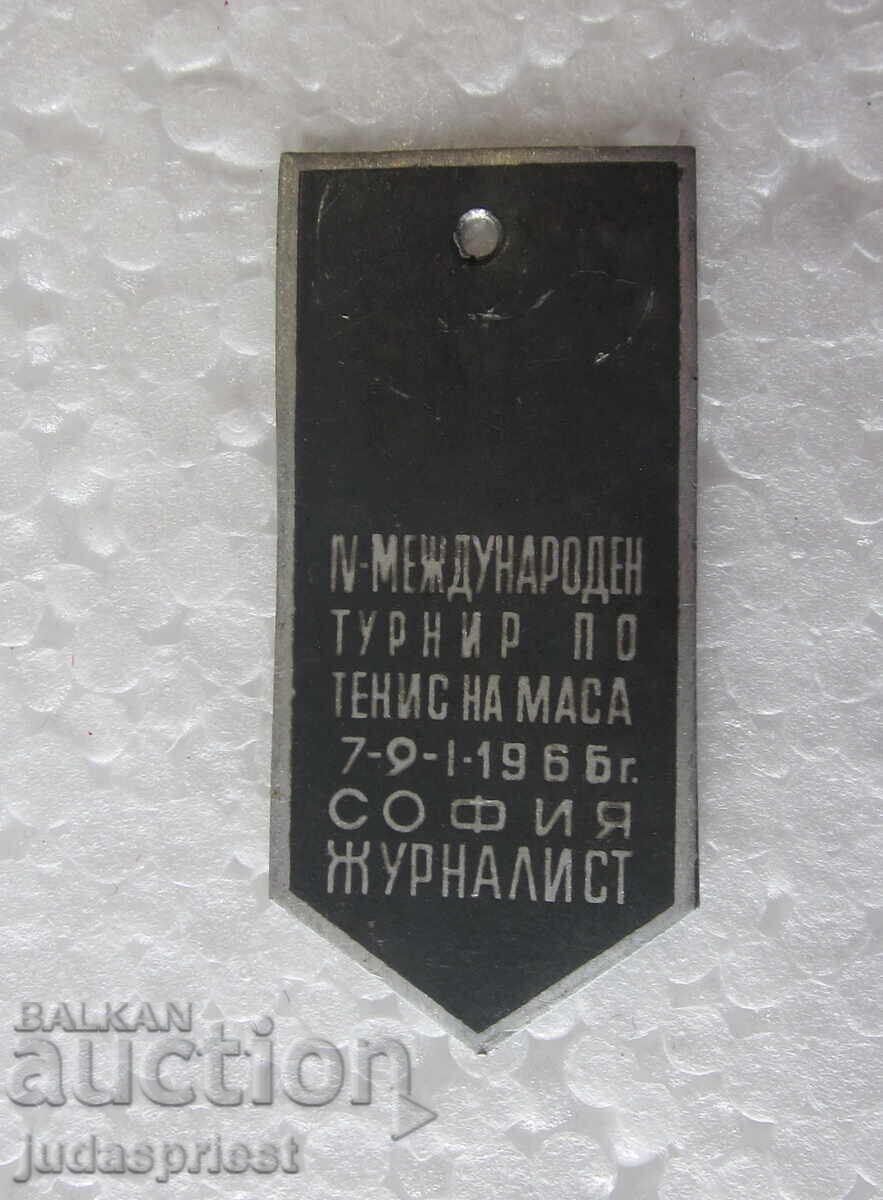 IV-МЕЖДУНАРОДЕН
ТУРНИР ПО
ТЕНИС НА МАСА
7-9-I-1966г.
СОФИЯ
ЖУРНАЛИСТ
BALKAN
auction
judaspriest